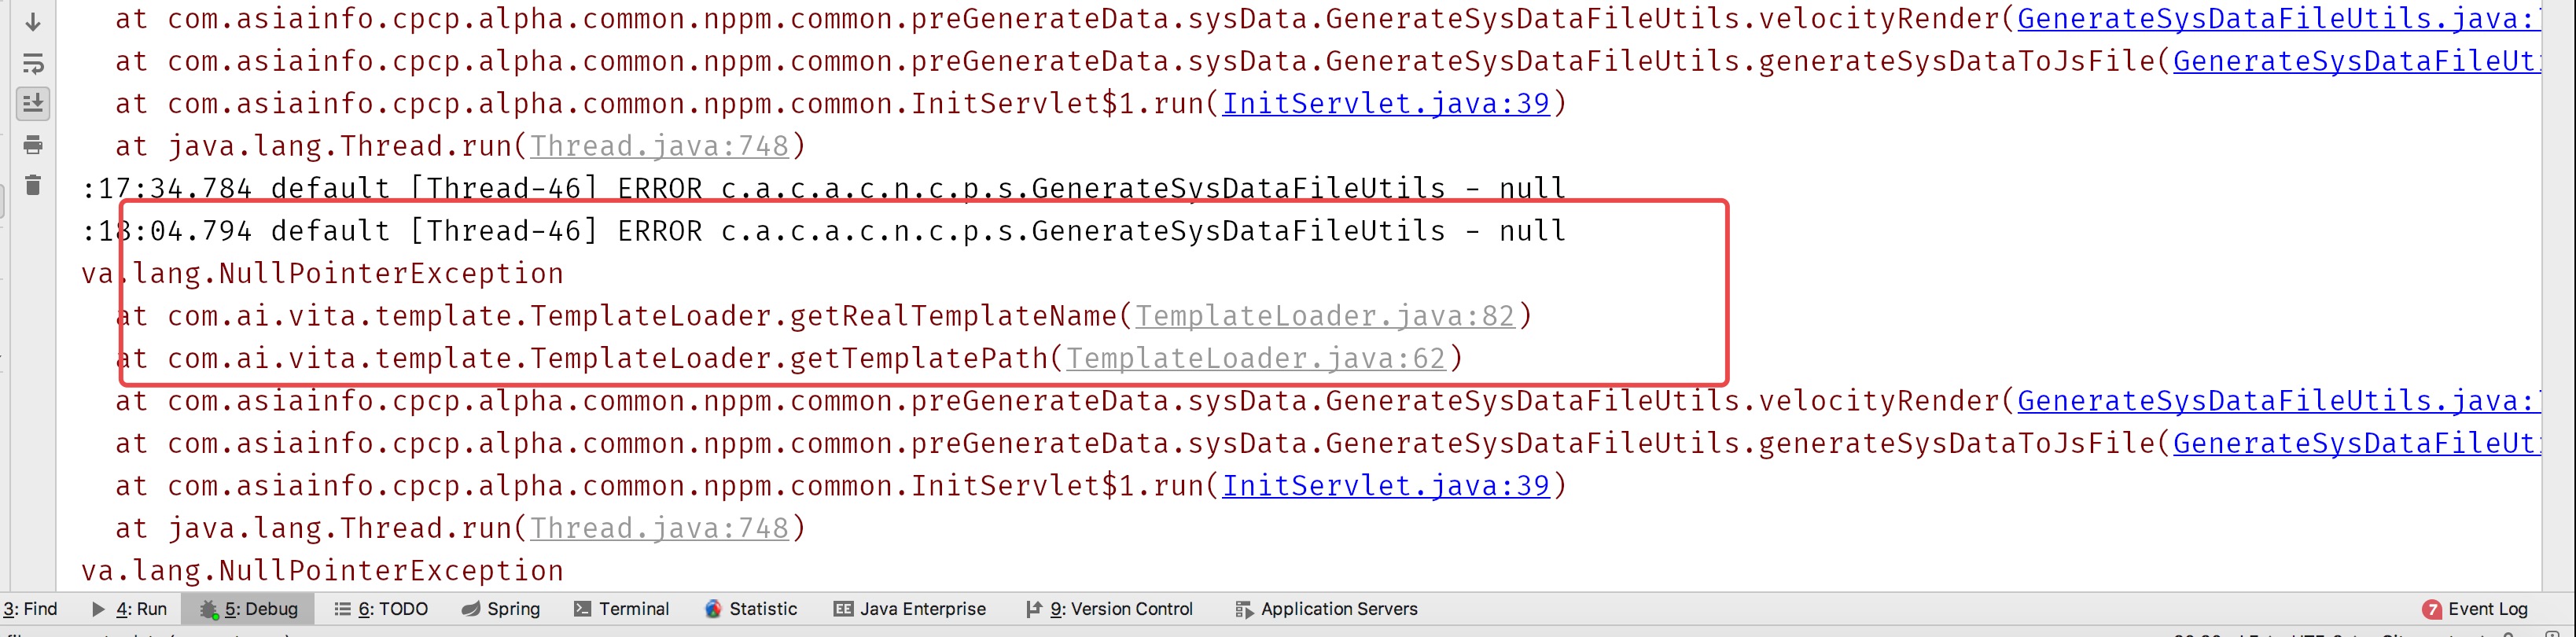 at com.asiainfo.cpcp.alpha.common.nppm.common.preGenerateData.sysData.GenerateSysDataFileUtils.velocityRender(GenerateSysDataFileUtils.java:
at com.asiainfo.cpcp.alpha.common.nppm.common.preGenerateData.sysData.GenerateSysDataFileUtils.generateSysDataToJsFile(GenerateSysDataFileUt
at com.asiainfo.cpcp.alpha.common.nppm.common.InitServlet$1.run(InitServlet.java:39)
at java.lang.Thread.run(Thread.java:748)
:17:34.784 default [Thread-46] ERROR c.a.c.a.c.n.c.p.s.GenerateSysDataFileUtils - null
:18:04.794 default [Thread-46] ERROR c.a.c.a.c.n.c.p.s.GenerateSysDataFileUtils - null
va.lang.NullPointerException
at com.ai.vita.template.TemplateLoader.getRealTemplateName(TemplateLoader.java:82)
at com.ai.vita.template.TemplateLoader.getTemplatePath(TemplateLoader.java:62)
at com.asiainfo.cpcp.alpha.common.nppm.common.preGenerateData.sysData.GenerateSysDataFileUtils.velocityRender(GenerateSysDataFileUtils.java:
at com.asiainfo.cpcp.alpha.common.nppm.common.preGenerateData.sysData.GenerateSysDataFileUtils.generateSysDataToJsFile(GenerateSysDataFileUt
at com.asiainfo.cpcp.alpha.common.nppm.common.InitServlet$1.run(InitServlet.java:39)
at java.lang.Thread.run(Thread.java:748)
va.lang.NullPointerException
3: Find 4: Run 5: Debug 6: TODO Spring Terminal Statistic Java Enterprise 9: Version Control Application Servers 7 Event Log